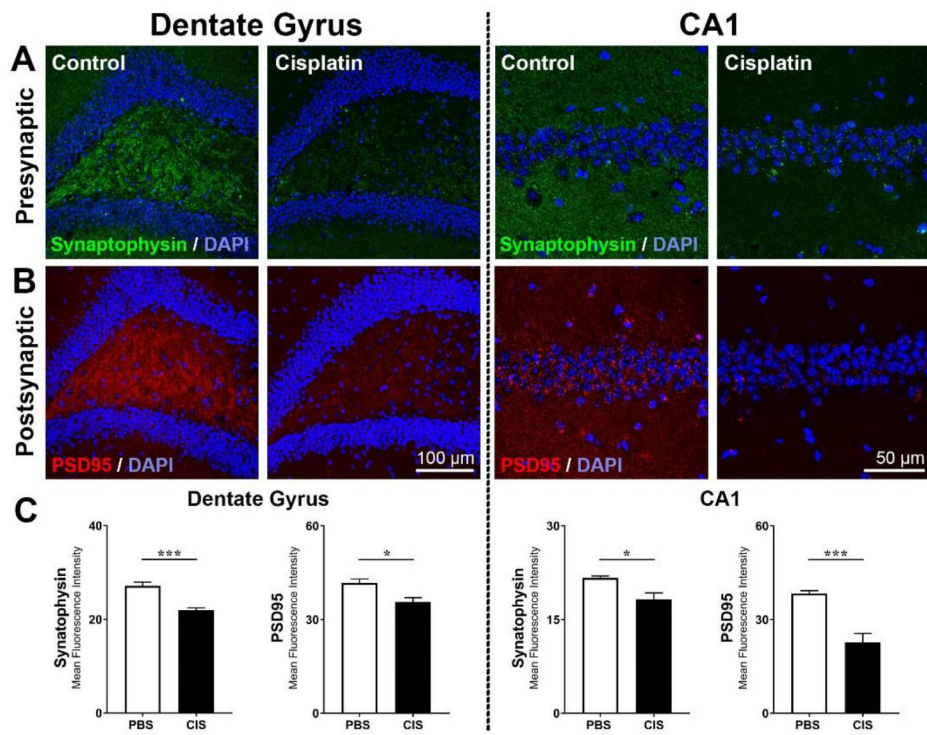 Dentate Gyrus
CA1
A
Presynaptic
Control
Cisplatin
Control
Cisplatin
Synaptophysin / DAPI
Synaptophysin / DAPI
B
Postsynaptic
PSD95 / DAPI
100 µm
PSD95 / DAPI
50 µm
C
Dentate Gyrus
CA1
Synatophysin
Mean Fluorescence Intensity
40
20
0
***
PBS CIS
PSD95
Mean Fluorescence Intensity
60
30
0
*
PBS CIS
Synatophysin
Mean Fluorescence Intensity
30
15
0
*
PBS CIS
PSD95
Mean Fluorescence Intensity
60
30
0
***
PBS CIS